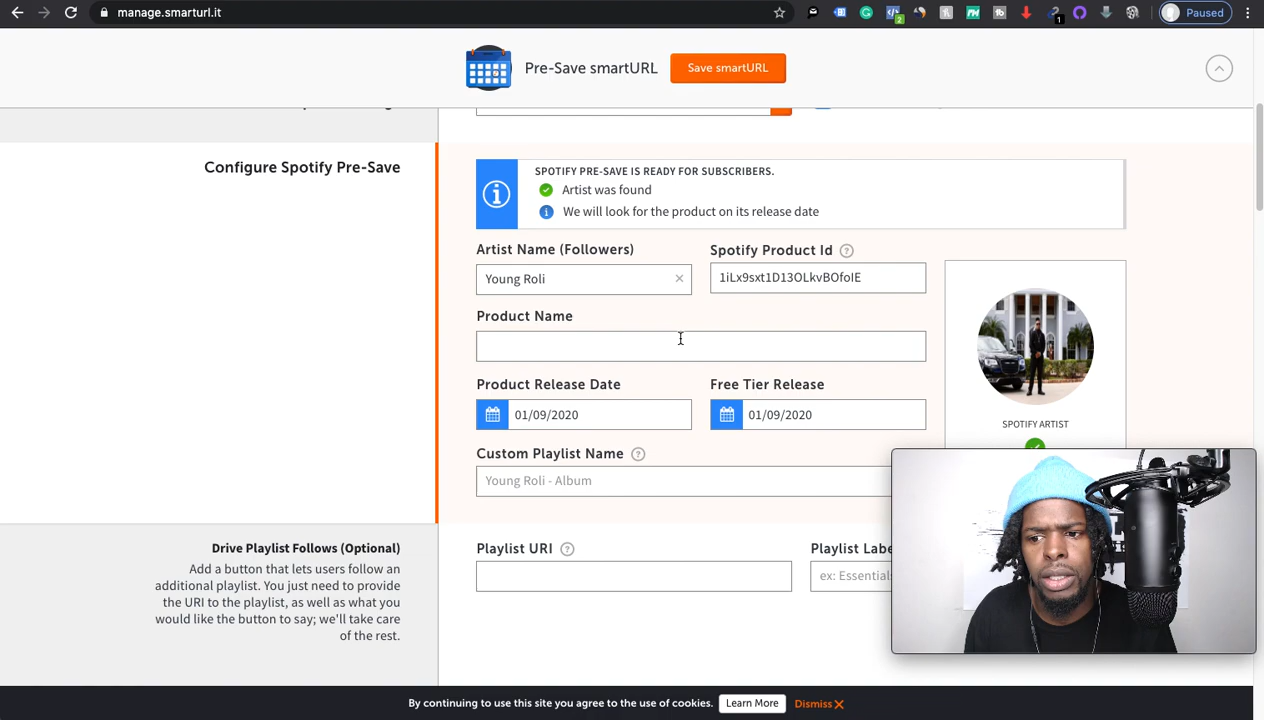 manage.smarturl.it
2
1
Paused
Pre-Save smartURL
Save smartURL
Configure Spotify Pre-Save
SPOTIFY PRE-SAVE IS READY FOR SUBSCRIBERS.
Artist was found
We will look for the product on its release date
Artist Name (Followers)
Spotify Product Id
Young Roli
1iLx9sxt1D13OLkvBOfoIE
Product Name
Product Release Date
Free Tier Release
01/09/2020
01/09/2020
SPOTIFY ARTIST
Custom Playlist Name
Young Roli - Album
Drive Playlist Follows (Optional)
Add a button that lets users follow an
additional playlist. You just need to provide
the URI to the playlist, as well as what you
would like the button to say; we'll take care
of the rest.
Playlist URI
Playlist Labe
ex: Essentials
By continuing to use this site you agree to the use of cookies.
Learn More
Dismiss